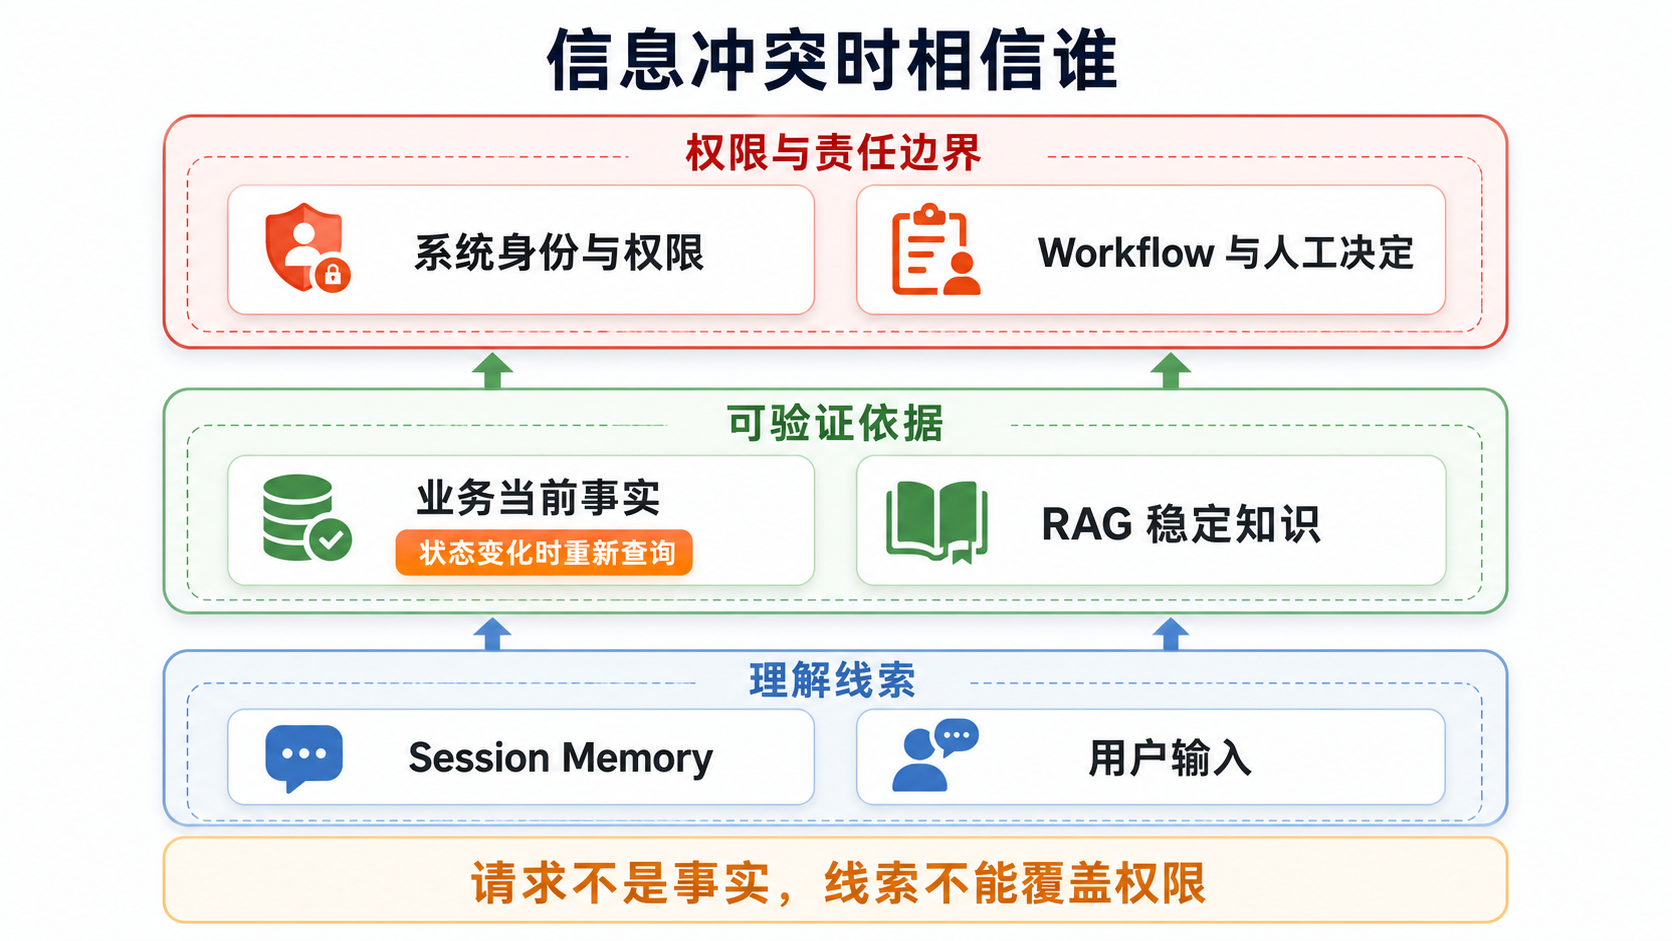 信息冲突时相信谁
权限与责任边界
系统身份与权限
Workflow 与人工决定
可验证依据
业务当前事实
状态变化时重新查询
RAG 稳定知识
理解线索
Session Memory
用户输入
请求不是事实，线索不能覆盖权限